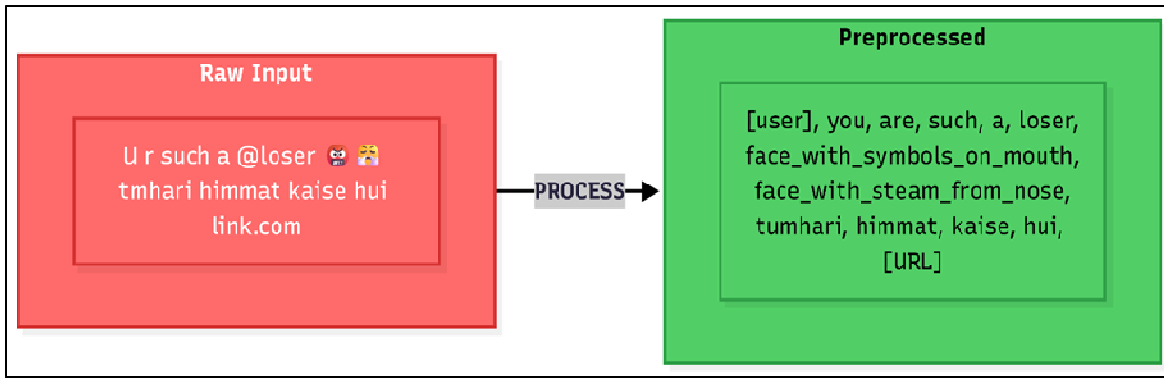 Raw Input
U r such a @loser 🤬 😤
tmhari himmat kaise hui
link.com
PROCESS
Preprocessed
[user], you, are, such, a, loser,
face_with_symbols_on_mouth,
face_with_steam_from_nose,
tumhari, himmat, kaise, hui,
[URL]